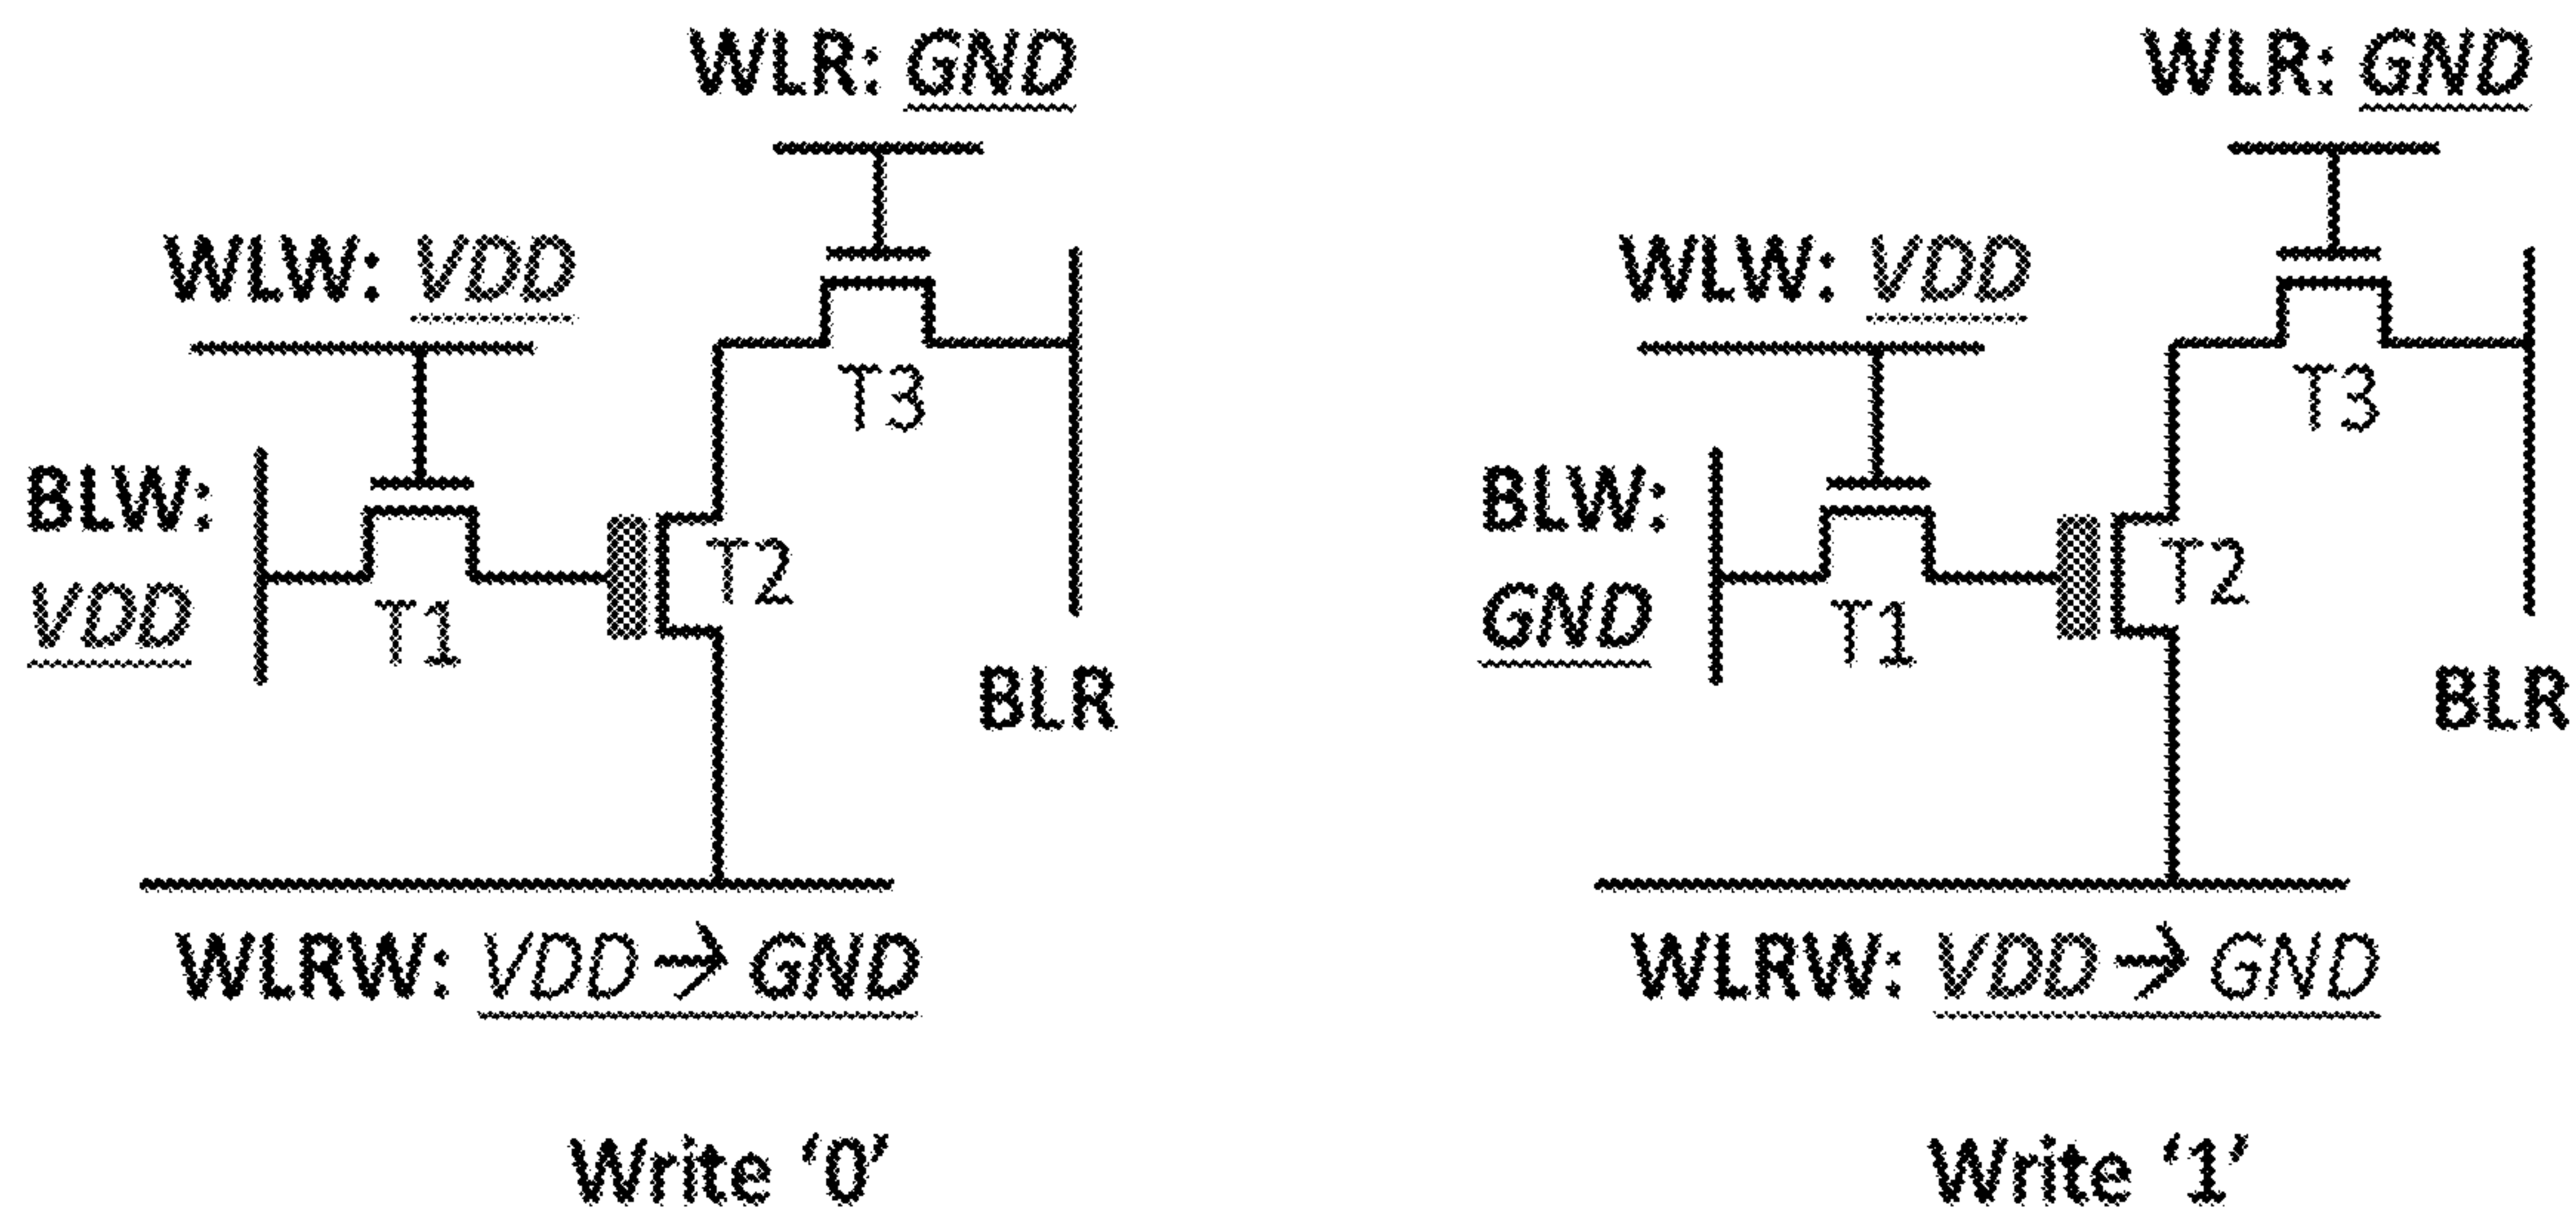 WLR: GND
WLW: VDD
T3
BLW:
VDD
T1
T2
BLR
WLRW: VDD → GND
Write ‘0’
WLR: GND
WLW: VDD
T3
BLW:
GND
T1
T2
BLR
WLRW: VDD → GND
Write ‘1’